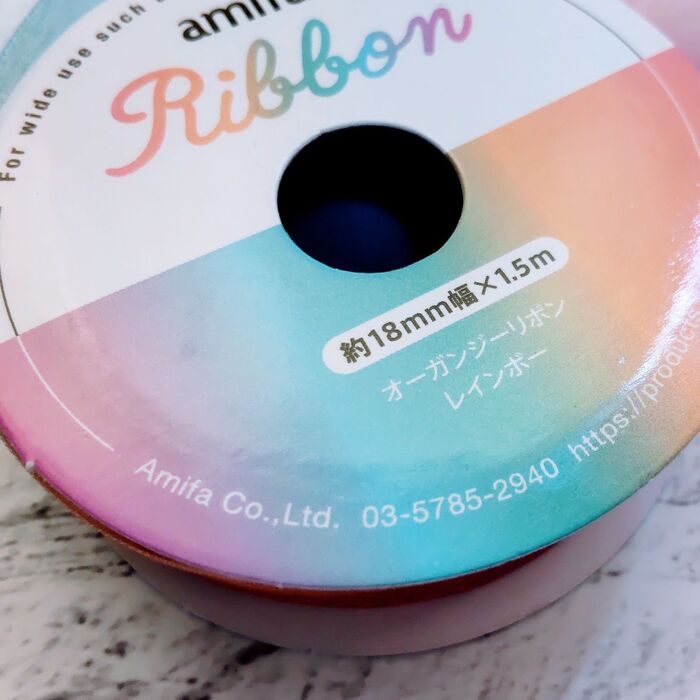 For wide use such
amifa
Ribbon
約18mm幅×1.5m
オーガンジーリボン
レインボー
Amifa Co.,Ltd. 03-5785-2940 https://produc